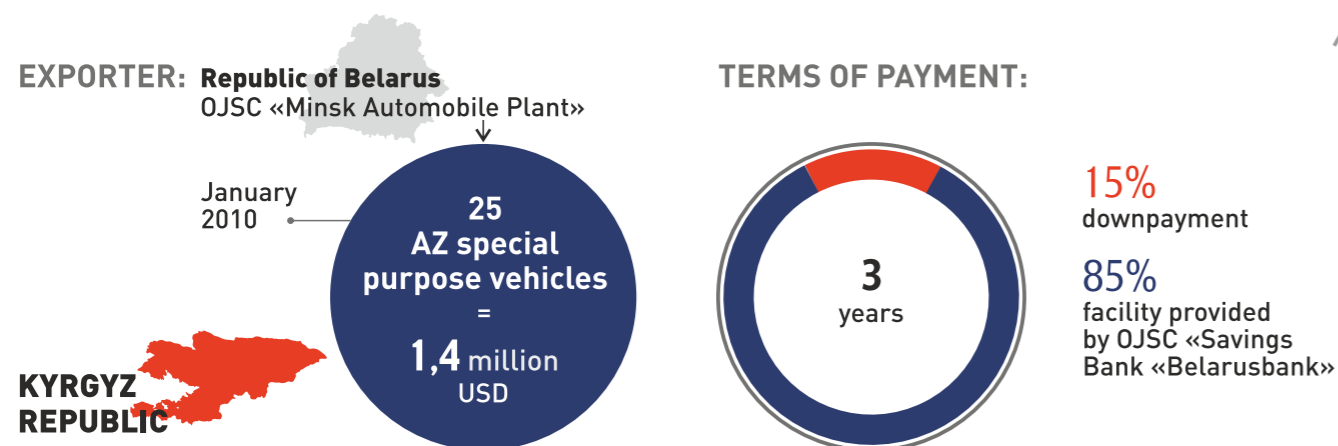 EXPORTER: Republic of Belarus
OJSC «Minsk Automobile Plant»
January
2010
25
AZ special
purpose vehicles
=
1,4 million
USD
KYRGYZ
REPUBLIC
TERMS OF PAYMENT:
3
years
15%
downpayment
85%
facility provided
by OJSC «Savings
Bank «Belarusbank»